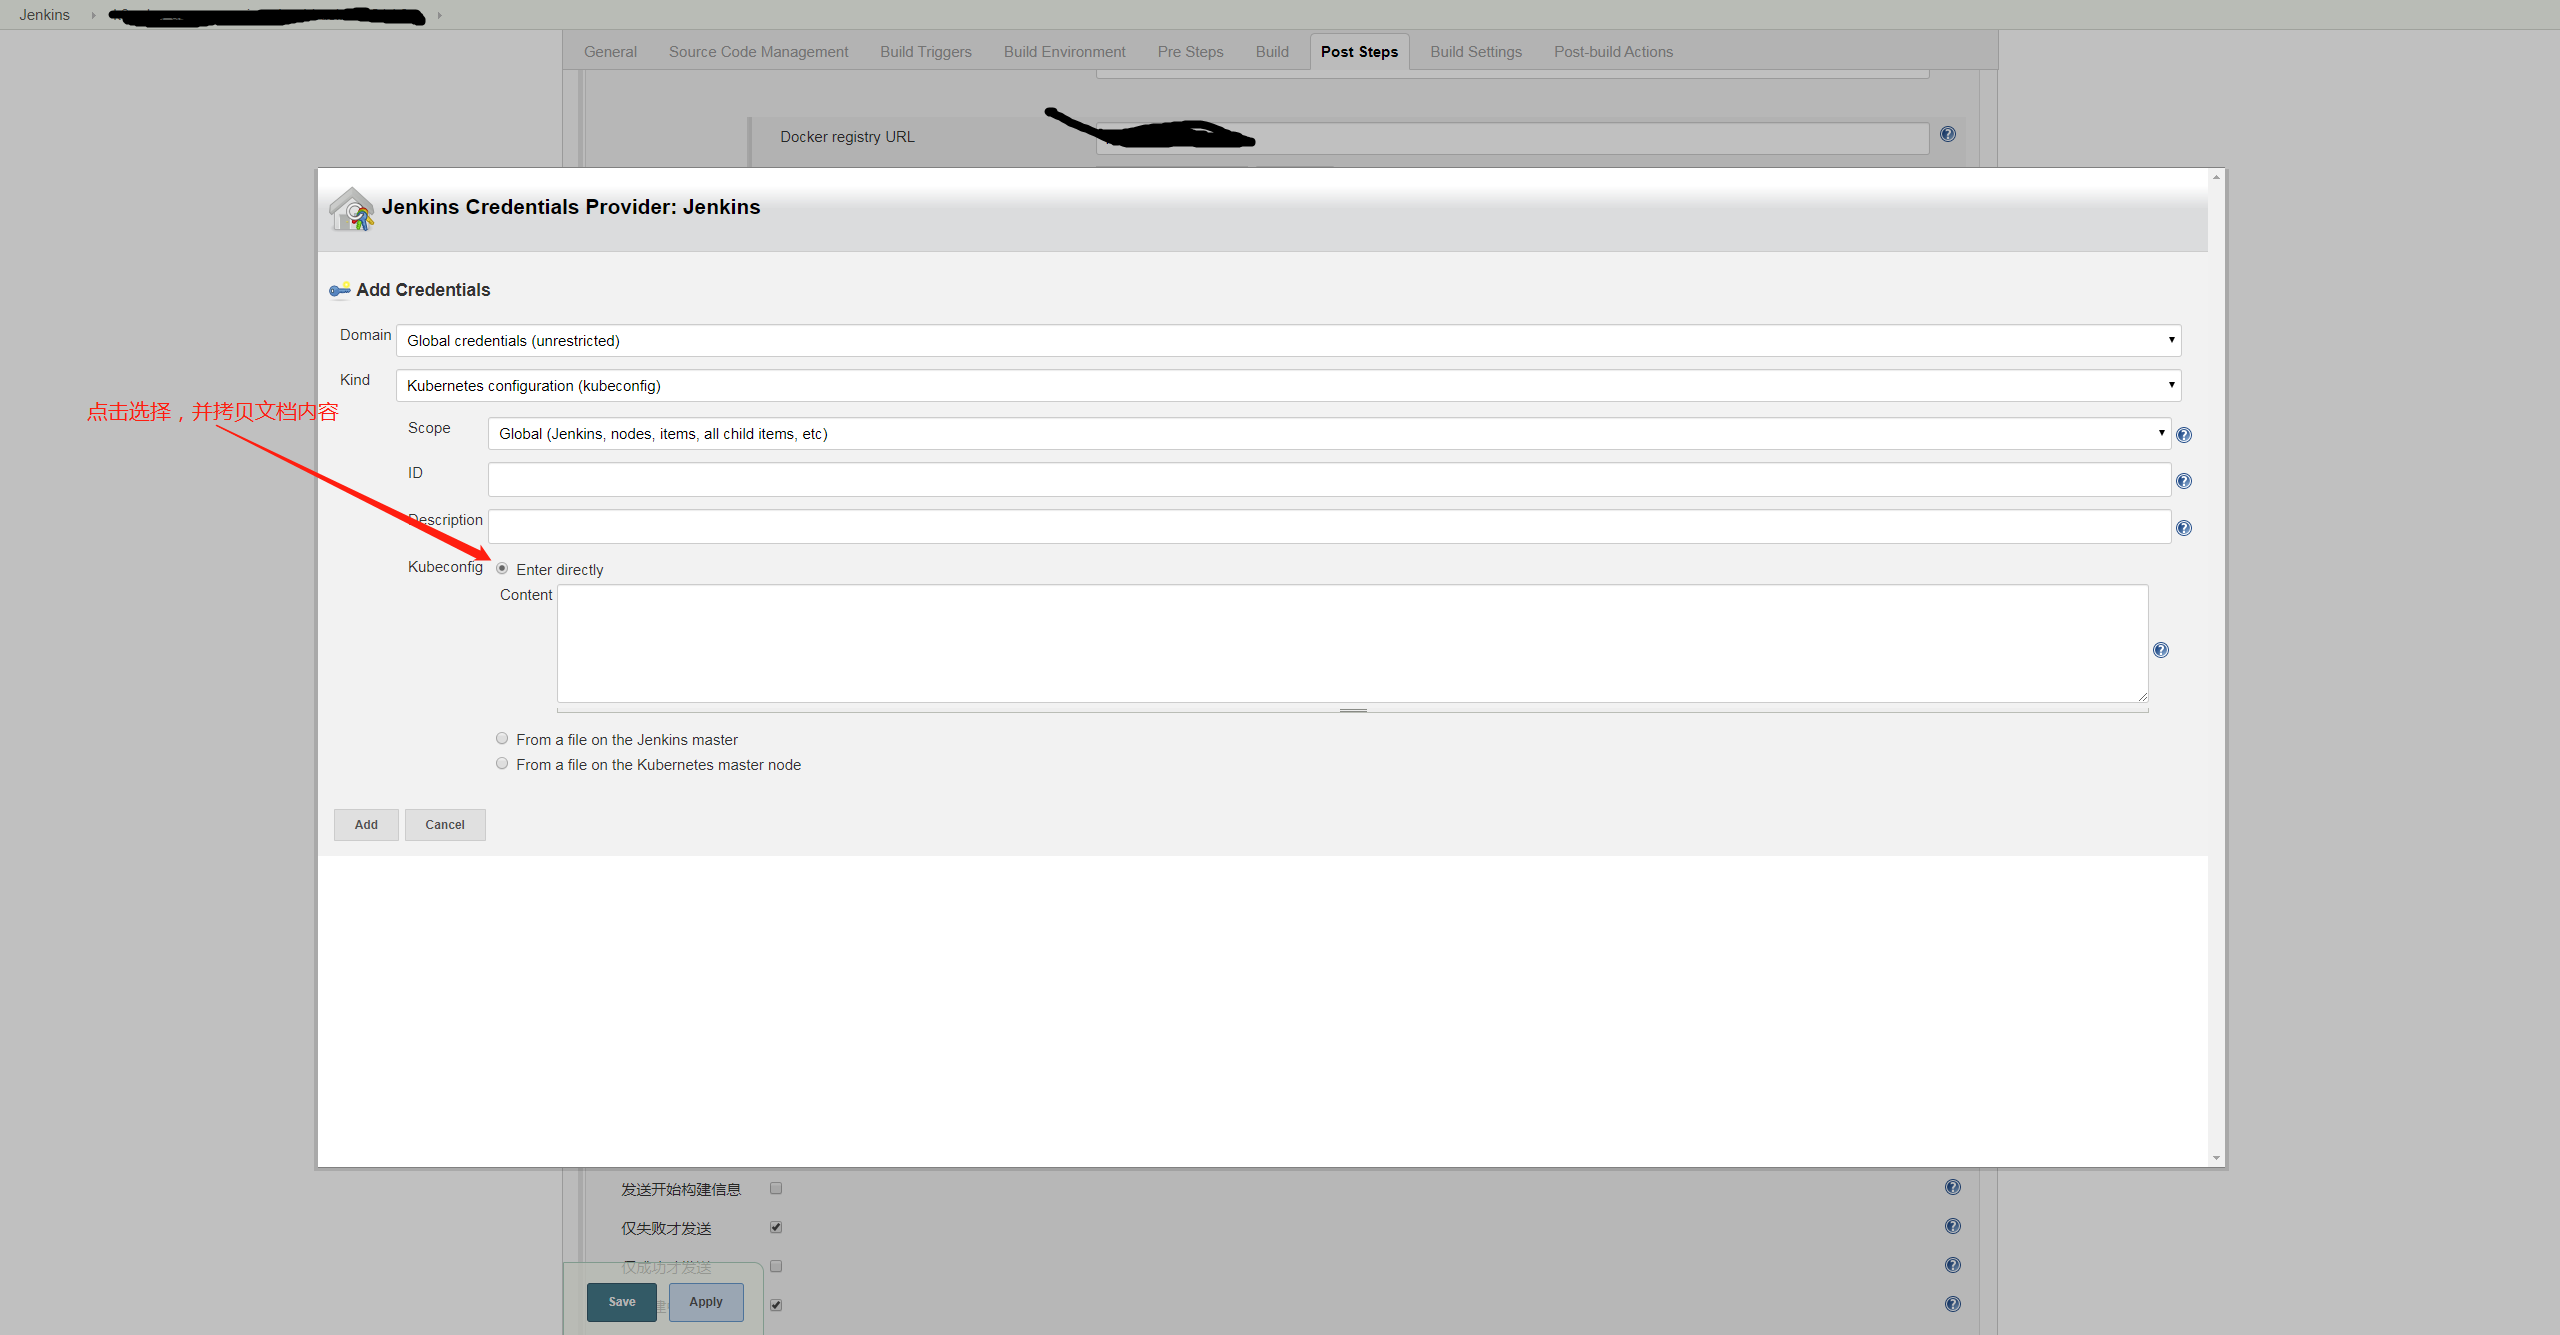 Jenkins
General Source Code Management Build Triggers Build Environment Pre Steps Build Post Steps Build Settings Post-build Actions
Docker registry URL
Jenkins Credentials Provider: Jenkins
Add Credentials
Domain Global credentials (unrestricted)
Kind Kubernetes configuration (kubeconfig)
点击选择，并拷贝文档内容
Scope Global (Jenkins, nodes, items, all child items, etc)
ID
Description
Kubeconfig Enter directly
Content
From a file on the Jenkins master
From a file on the Kubernetes master node
Add Cancel
发送开始构建信息
仅失败才发送
仅成功才发送
Save Apply